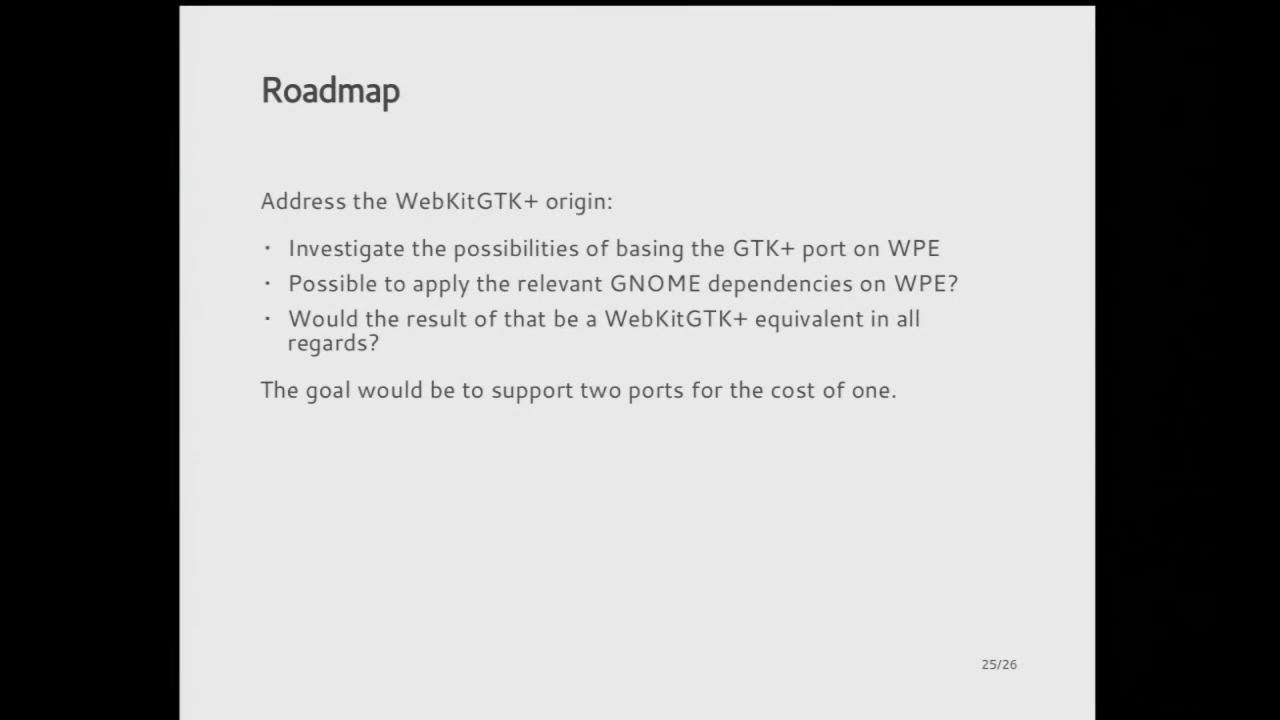 Roadmap
Address the WebKitGTK+ origin:
• Investigate the possibilities of basing the GTK+ port on WPE
• Possible to apply the relevant GNOME dependencies on WPE?
• Would the result of that be a WebKitGTK+ equivalent in all
regards?
The goal would be to support two ports for the cost of one.
25/26